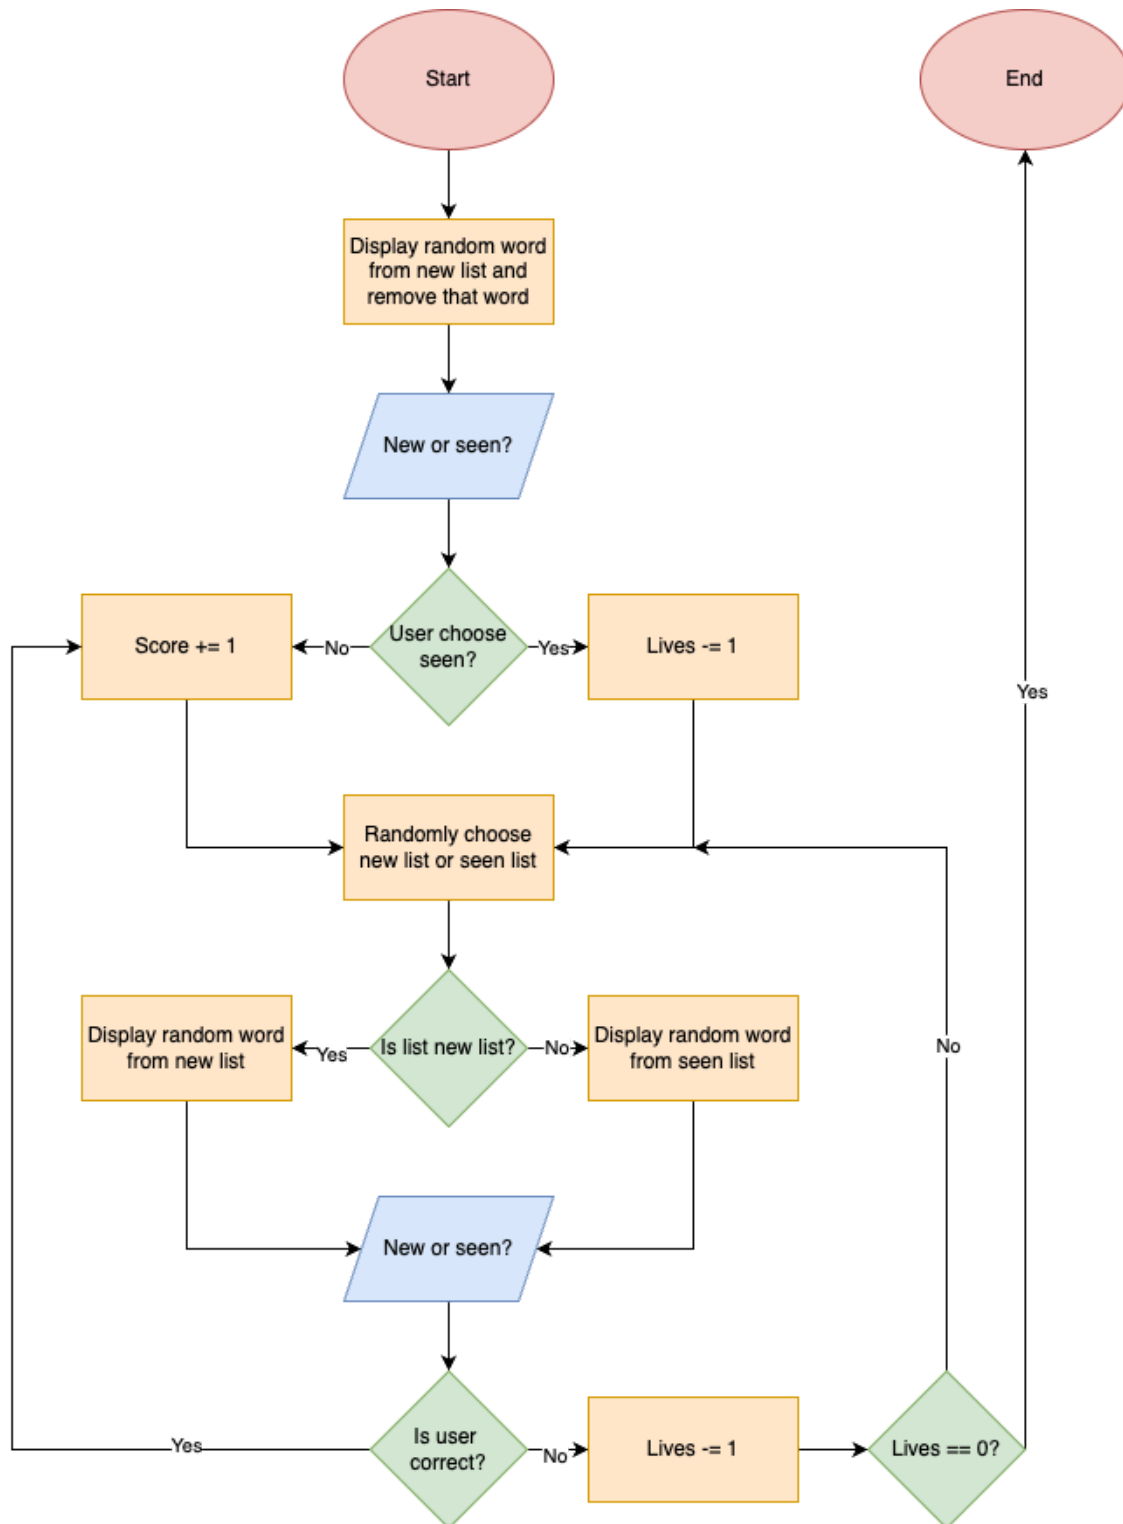 Start
End
Display random word
from new list and
remove that word
New or seen?
User choose
seen?
No
Yes
Score += 1
Lives -= 1
Yes
Randomly choose
new list or seen list
Is list new list?
Yes
No
Display random word
from new list
Display random word
from seen list
No
New or seen?
Is user
correct?
Yes
No
Lives -= 1
Lives == 0?